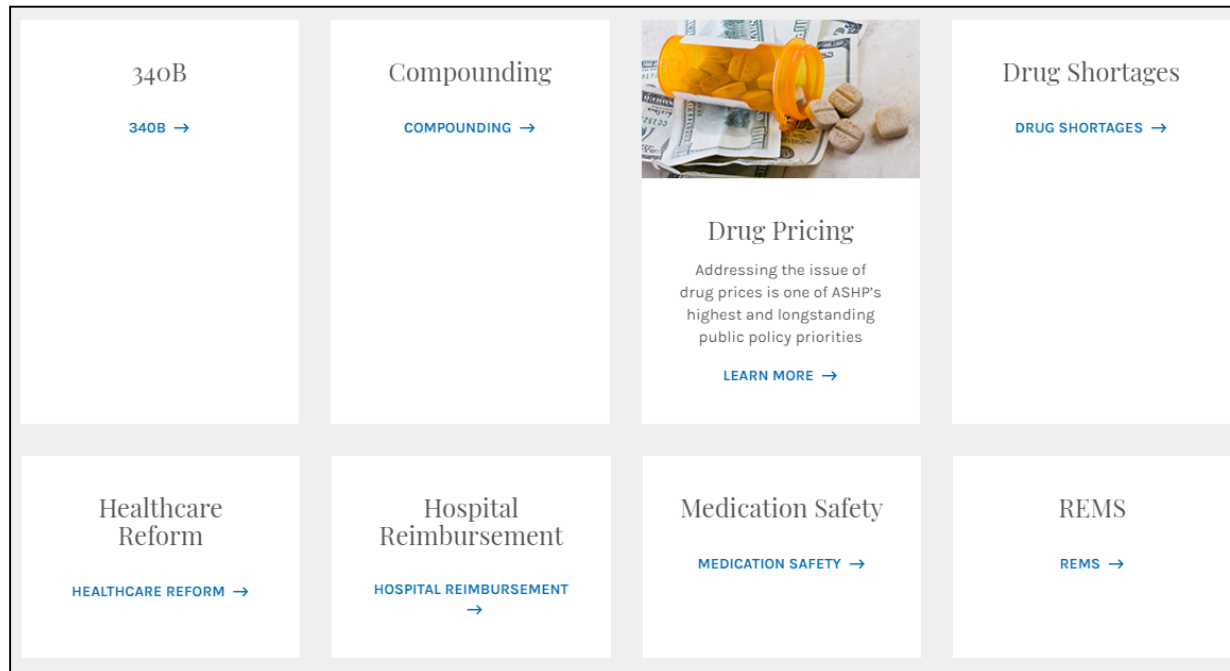 340B
340B →
Compounding
COMPOUNDING →
Drug Pricing
Addressing the issue of
drug prices is one of ASHP's
highest and longstanding
public policy priorities
LEARN MORE →
Drug Shortages
DRUG SHORTAGES →
Healthcare
Reform
HEALTHCARE REFORM →
Hospital
Reimbursement
HOSPITAL REIMBURSEMENT
→
Medication Safety
MEDICATION SAFETY →
REMS
REMS →